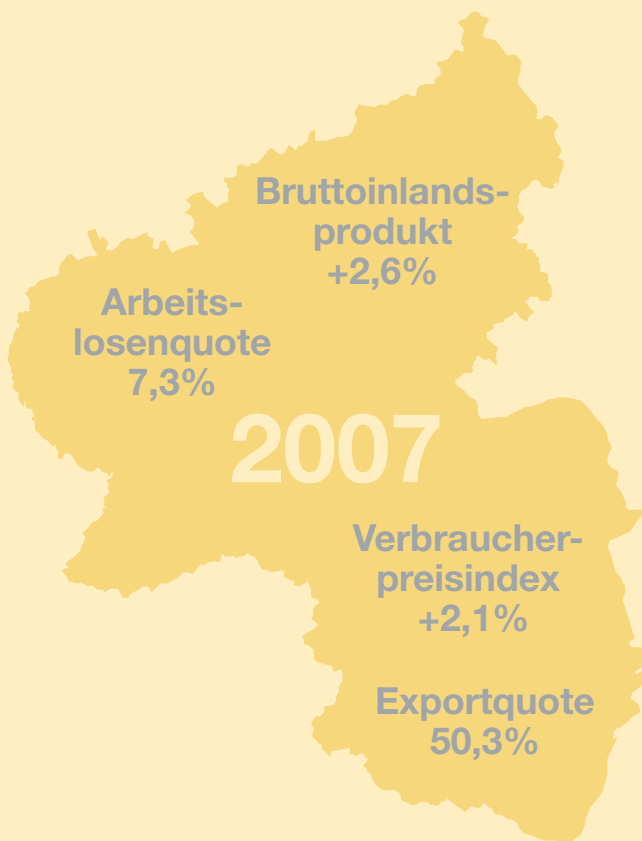 Bruttoinlands-
produkt
+2,6%
Arbeits-
losenquote
7,3%
2007
Verbraucher-
preisindex
+2,1%
Exportquote
50,3%